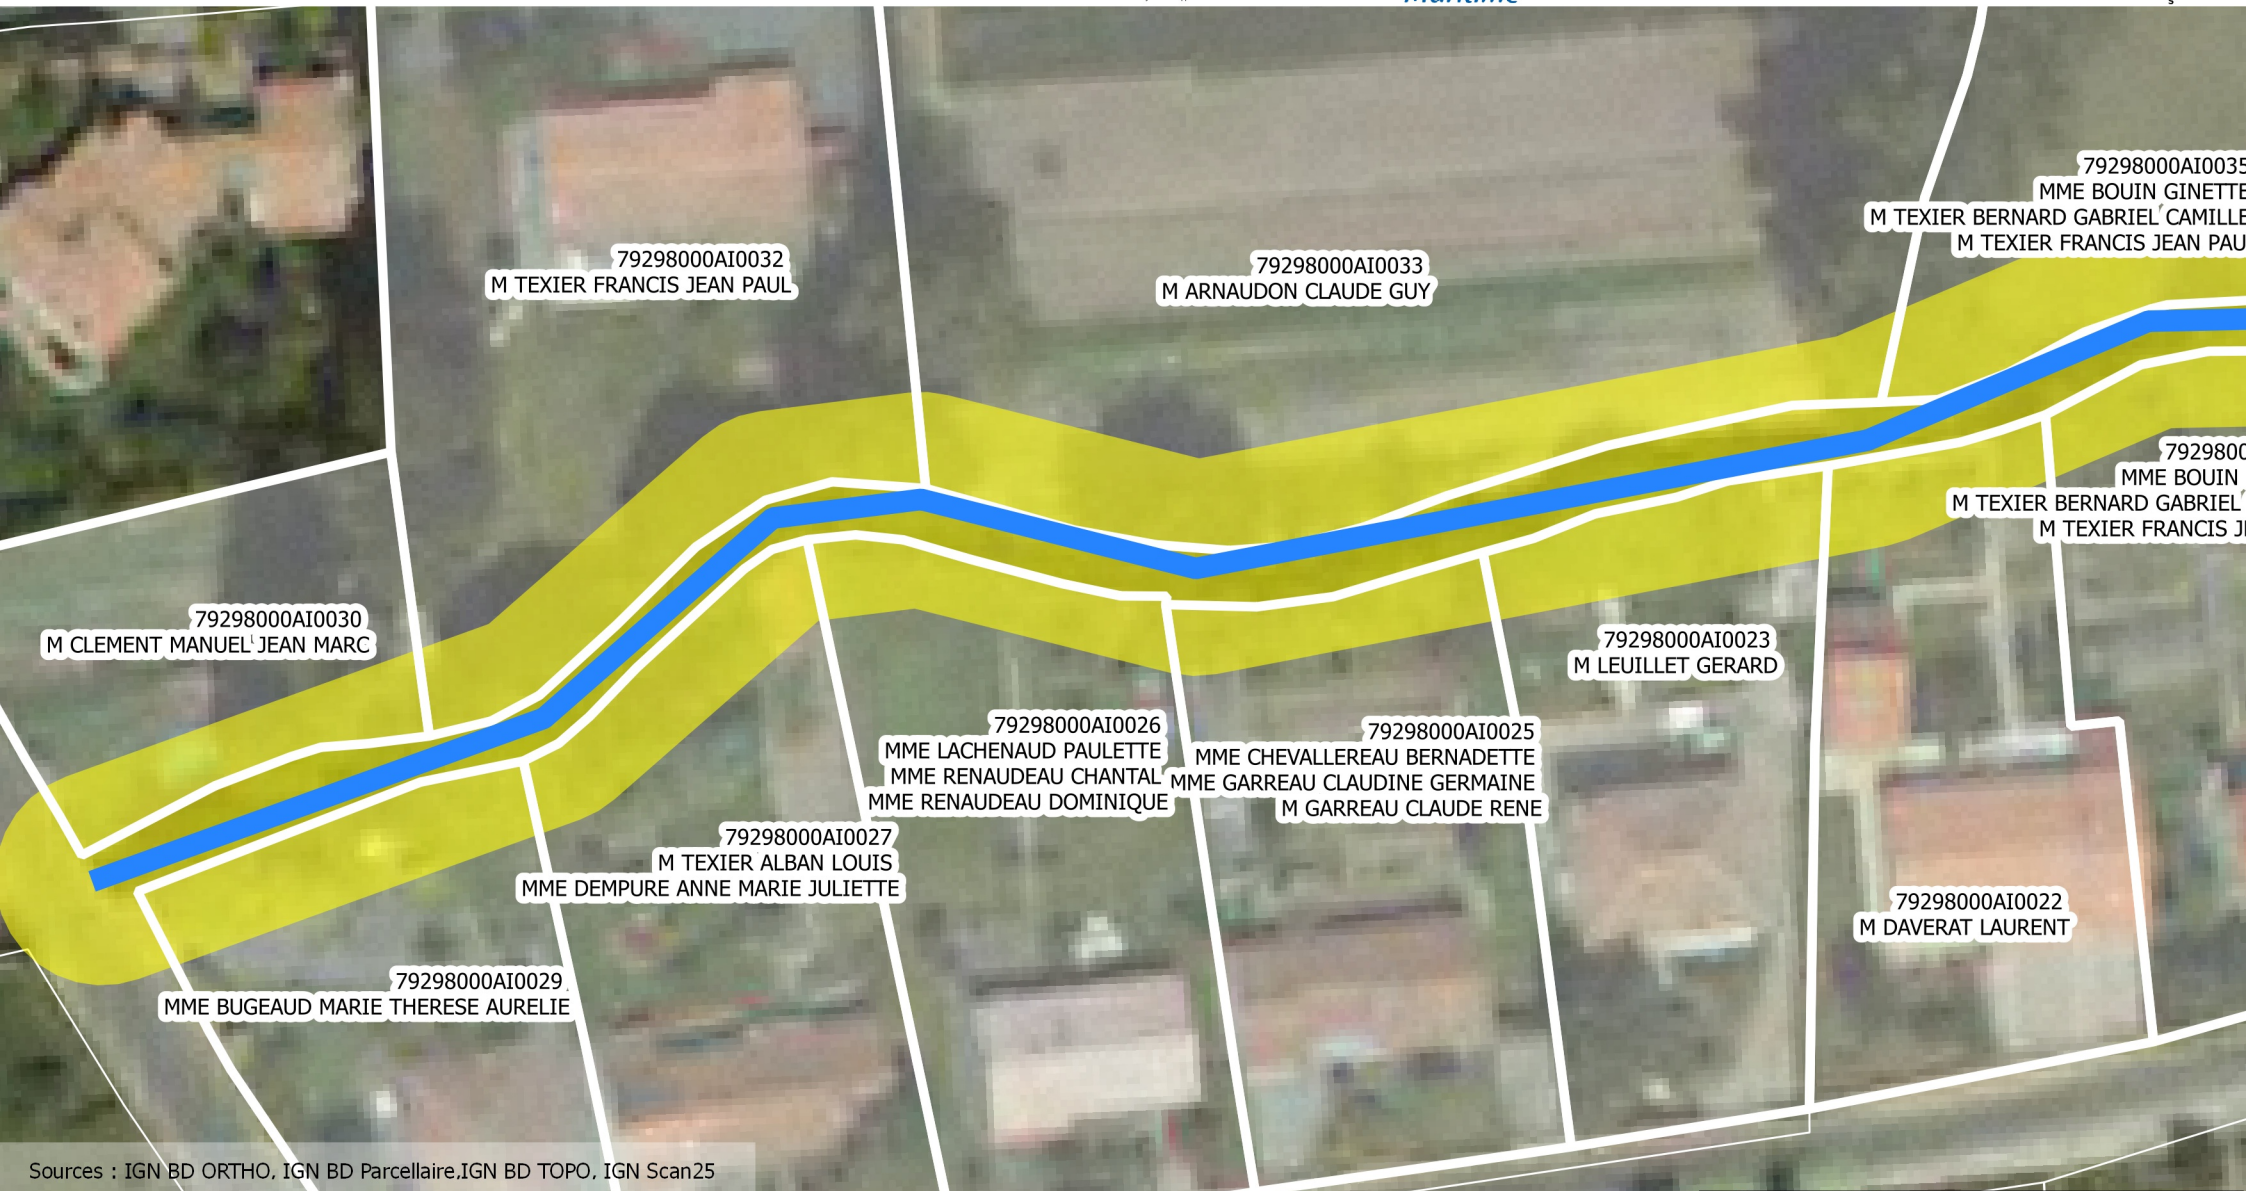 Maritime
79298000AI0035
MME BOUIN GINETTE
M TEXIER BERNARD GABRIEL CAMILLE
M TEXIER FRANCIS JEAN PAU
79298000AI0032
M TEXIER FRANCIS JEAN PAUL
79298000AI0033
M ARNAUDON CLAUDE GUY
7929800
MME BOUIN
M TEXIER BERNARD GABRIEL
M TEXIER FRANCIS J
79298000AI0030
M CLEMENT MANUEL JEAN MARC
79298000AI0023
M LEUILLET GERARD
79298000AI0026
MME LACHENAUD PAULETTE
MME RENAUDEAU CHANTAL
MME RENAUDEAU DOMINIQUE
79298000AI0025
MME CHEVALLEREAU BERNADETTE
MME GARREAU CLAUDINE GERMAINE
M GARREAU CLAUDE RENE
79298000AI0027
M TEXIER ALBAN LOUIS
MME DEMPURE ANNE MARIE JULIETTE
79298000AI0022
M DAVERAT LAURENT
79298000AI0029
MME BUGEAUD MARIE THERESE AURELIE
Sources : IGN BD ORTHO, IGN BD Parcellaire,IGN BD TOPO, IGN Scan25